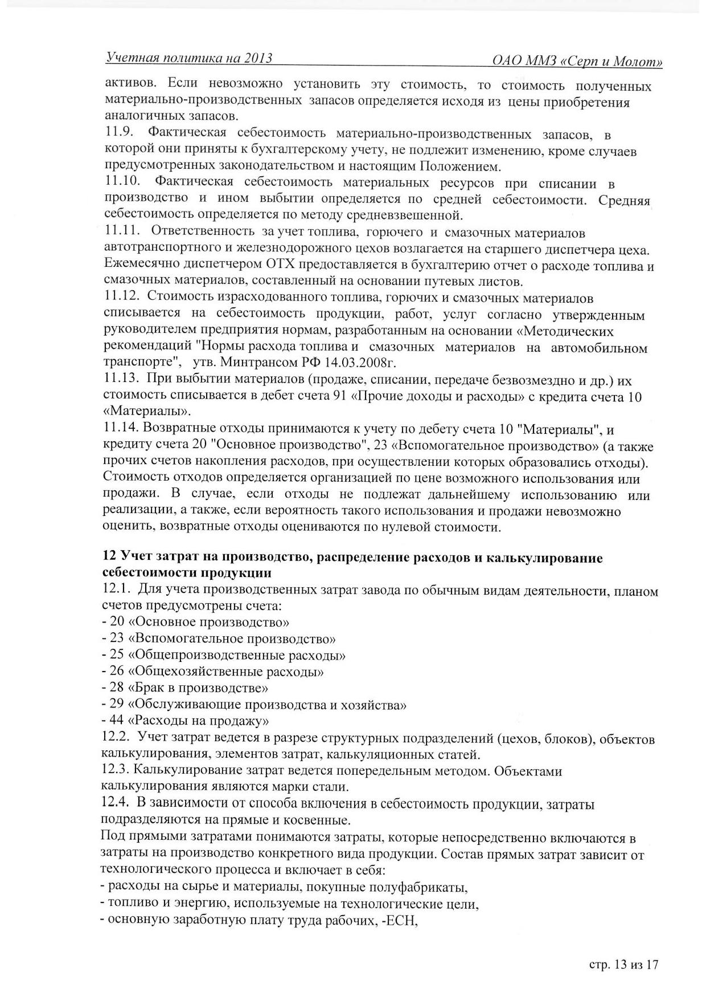 Учетная политика на 2013 ОАО ММЗ «Серп и Молот»
активов. Если невозможно установить эту стоимость, то стоимость полученных
материально-производственных запасов определяется исходя из цены приобретения
аналогичных запасов.
11.9. Фактическая себестоимость материально-производственных запасов, в
которой они приняты к бухгалтерскому учету, не подлежит изменению, кроме случаев
предусмотренных законодательством и настоящим Положением.
11.10. Фактическая себестоимость материальных ресурсов при списании в
производство и ином выбытии определяется по средней себестоимости. Средняя
себестоимость определяется по методу средневзвешенной.
11.11. Ответственность за учет топлива, горючего и смазочных материалов
автотранспортного и железнодорожного цехов возлагается на старшего диспетчера цеха.
Ежемесячно диспетчером ОТХ предоставляется в бухгалтерию отчет о расходе топлива и
смазочных материалов, составленный на основании путевых листов.
11.12. Стоимость израсходованного топлива, горючих и смазочных материалов
списывается на себестоимость продукции, работ, услуг согласно утвержденным
руководителем предприятия нормам, разработанным на основании «Методических
рекомендаций "Нормы расхода топлива и смазочных материалов на автомобильном
транспорте", утв. Минтрансом РФ 14.03.2008г.
11.13. При выбытии материалов (продаже, списании, передаче безвозмездно и др.) их
стоимость списывается в дебет счета 91 «Прочие доходы и расходы» с кредита счета 10
«Материалы».
11.14. Возвратные отходы принимаются к учету по дебету счета 10 "Материалы", и
кредиту счета 20 "Основное производство", 23 «Вспомогательное производство» (а также
прочих счетов накопления расходов, при осуществлении которых образовались отходы).
Стоимость отходов определяется организацией по цене возможного использования или
продажи. В случае, если отходы не подлежат дальнейшему использованию или
реализации, а также, если вероятность такого использования и продажи невозможно
оценить, возвратные отходы оцениваются по нулевой стоимости.
12 Учет затрат на производство, распределение расходов и калькулирование
себестоимости продукции
12.1. Для учета производственных затрат завода по обычным видам деятельности, планом
счетов предусмотрены счета:
- 20 «Основное производство»
- 23 «Вспомогательное производство»
- 25 «Общепроизводственные расходы»
- 26 «Общехозяйственные расходы»
- 28 «Брак в производстве»
- 29 «Обслуживающие производства и хозяйства»
- 44 «Расходы на продажу»
12.2. Учет затрат ведется в разрезе структурных подразделений (цехов, блоков), объектов
калькулирования, элементов затрат, калькуляционных статей.
12.3. Калькулирование затрат ведется попередельным методом. Объектами
калькулирования являются марки стали.
12.4. В зависимости от способа включения в себестоимость продукции, затраты
подразделяются на прямые и косвенные.
Под прямыми затратами понимаются затраты, которые непосредственно включаются в
затраты на производство конкретного вида продукции. Состав прямых затрат зависит от
технологического процесса и включает в себя:
- расходы на сырье и материалы, покупные полуфабрикаты,
- топливо и энергию, используемые на технологические цели,
- основную заработную плату труда рабочих, -ЕСН,
стр. 13 из 17